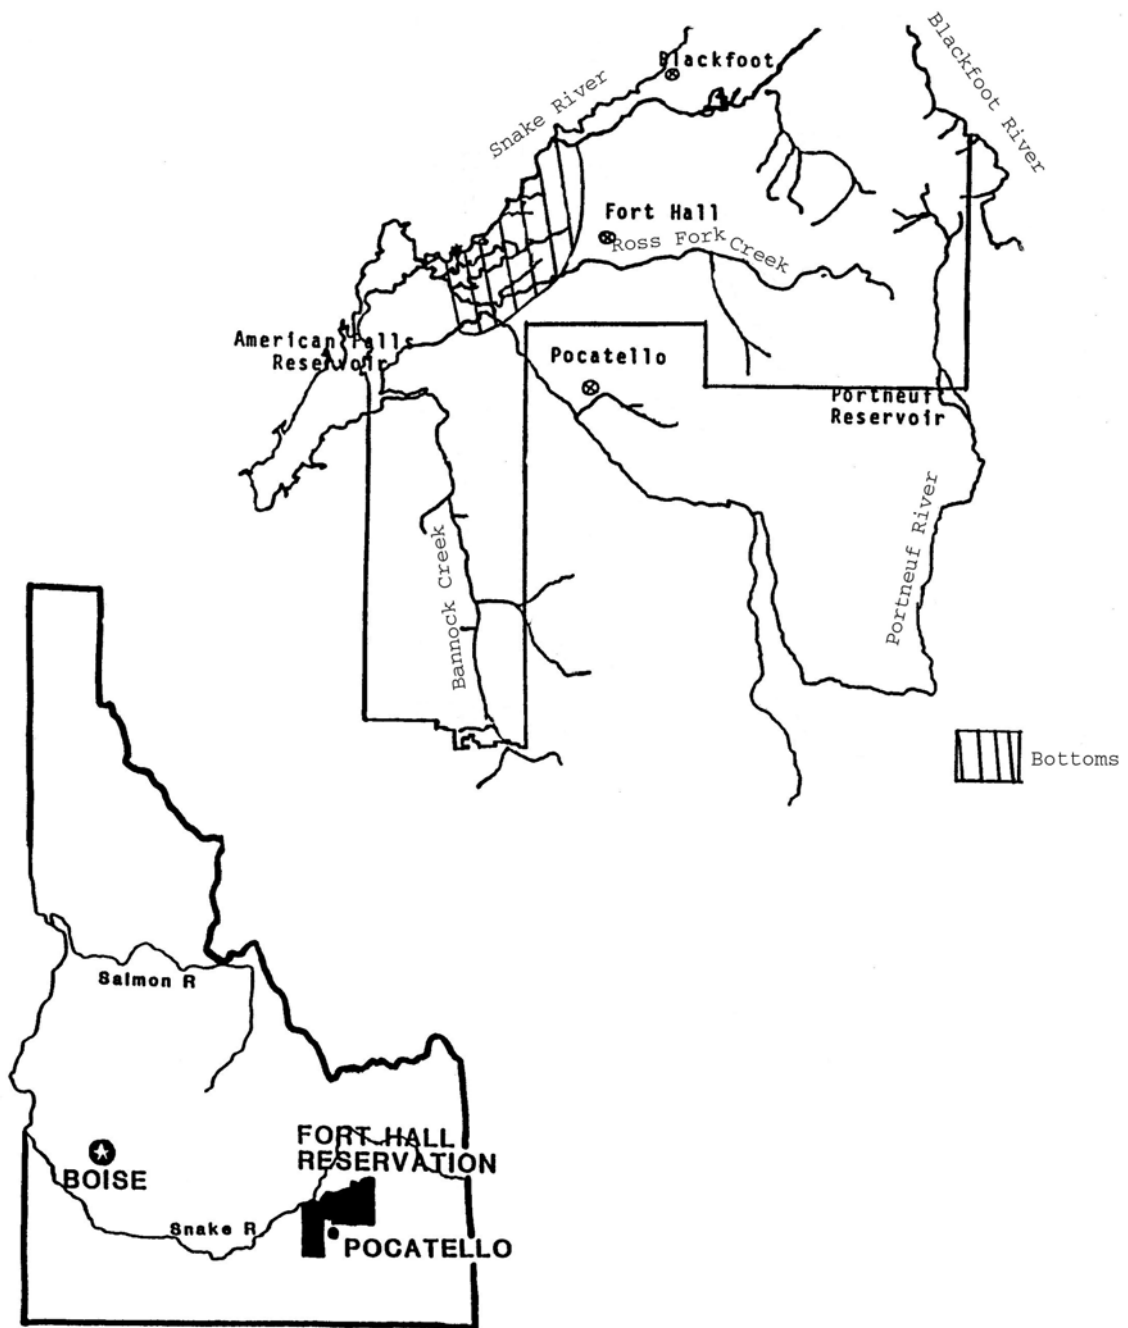 Blackfoot
Snake River
Blackfoot River
Fort Hall
Ross Fork Creek
American Falls
Reservoir
Pocatello
Portneuf
Reservoir
Portneuf River
Bannock Creek
Bottoms
Salmon R
FORT HALL
RESERVATION
BOISE
Snake R
POCATELLO